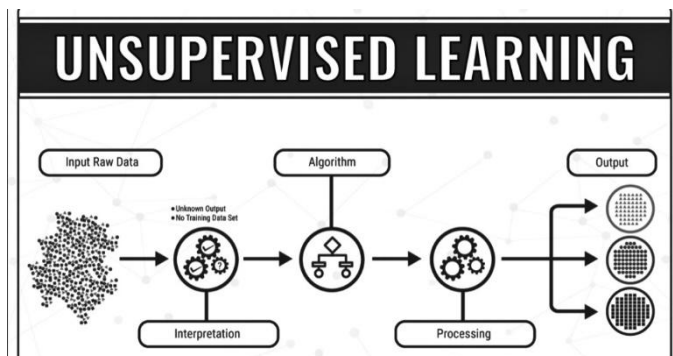 UNSUPERVISED LEARNING
Input Raw Data
Algorithm
Output
• Unknown Output
• No Training Data Set
Interpretation
Processing